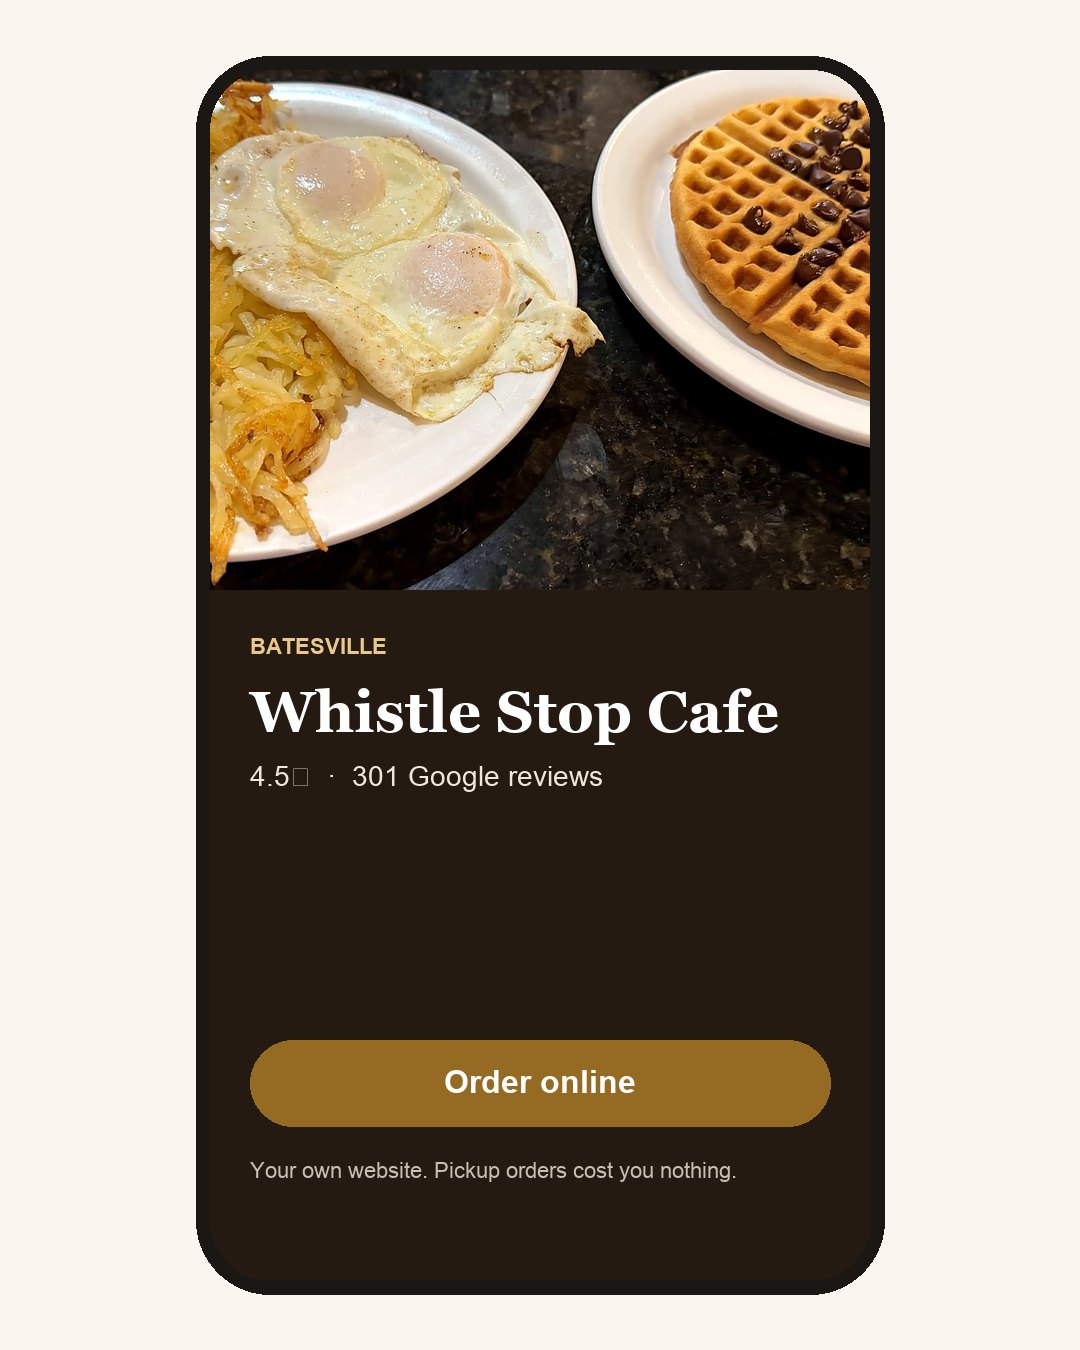 BATESVILLE
Whistle Stop Cafe
4.5□ · 301 Google reviews
Order online
Your own website. Pickup orders cost you nothing.